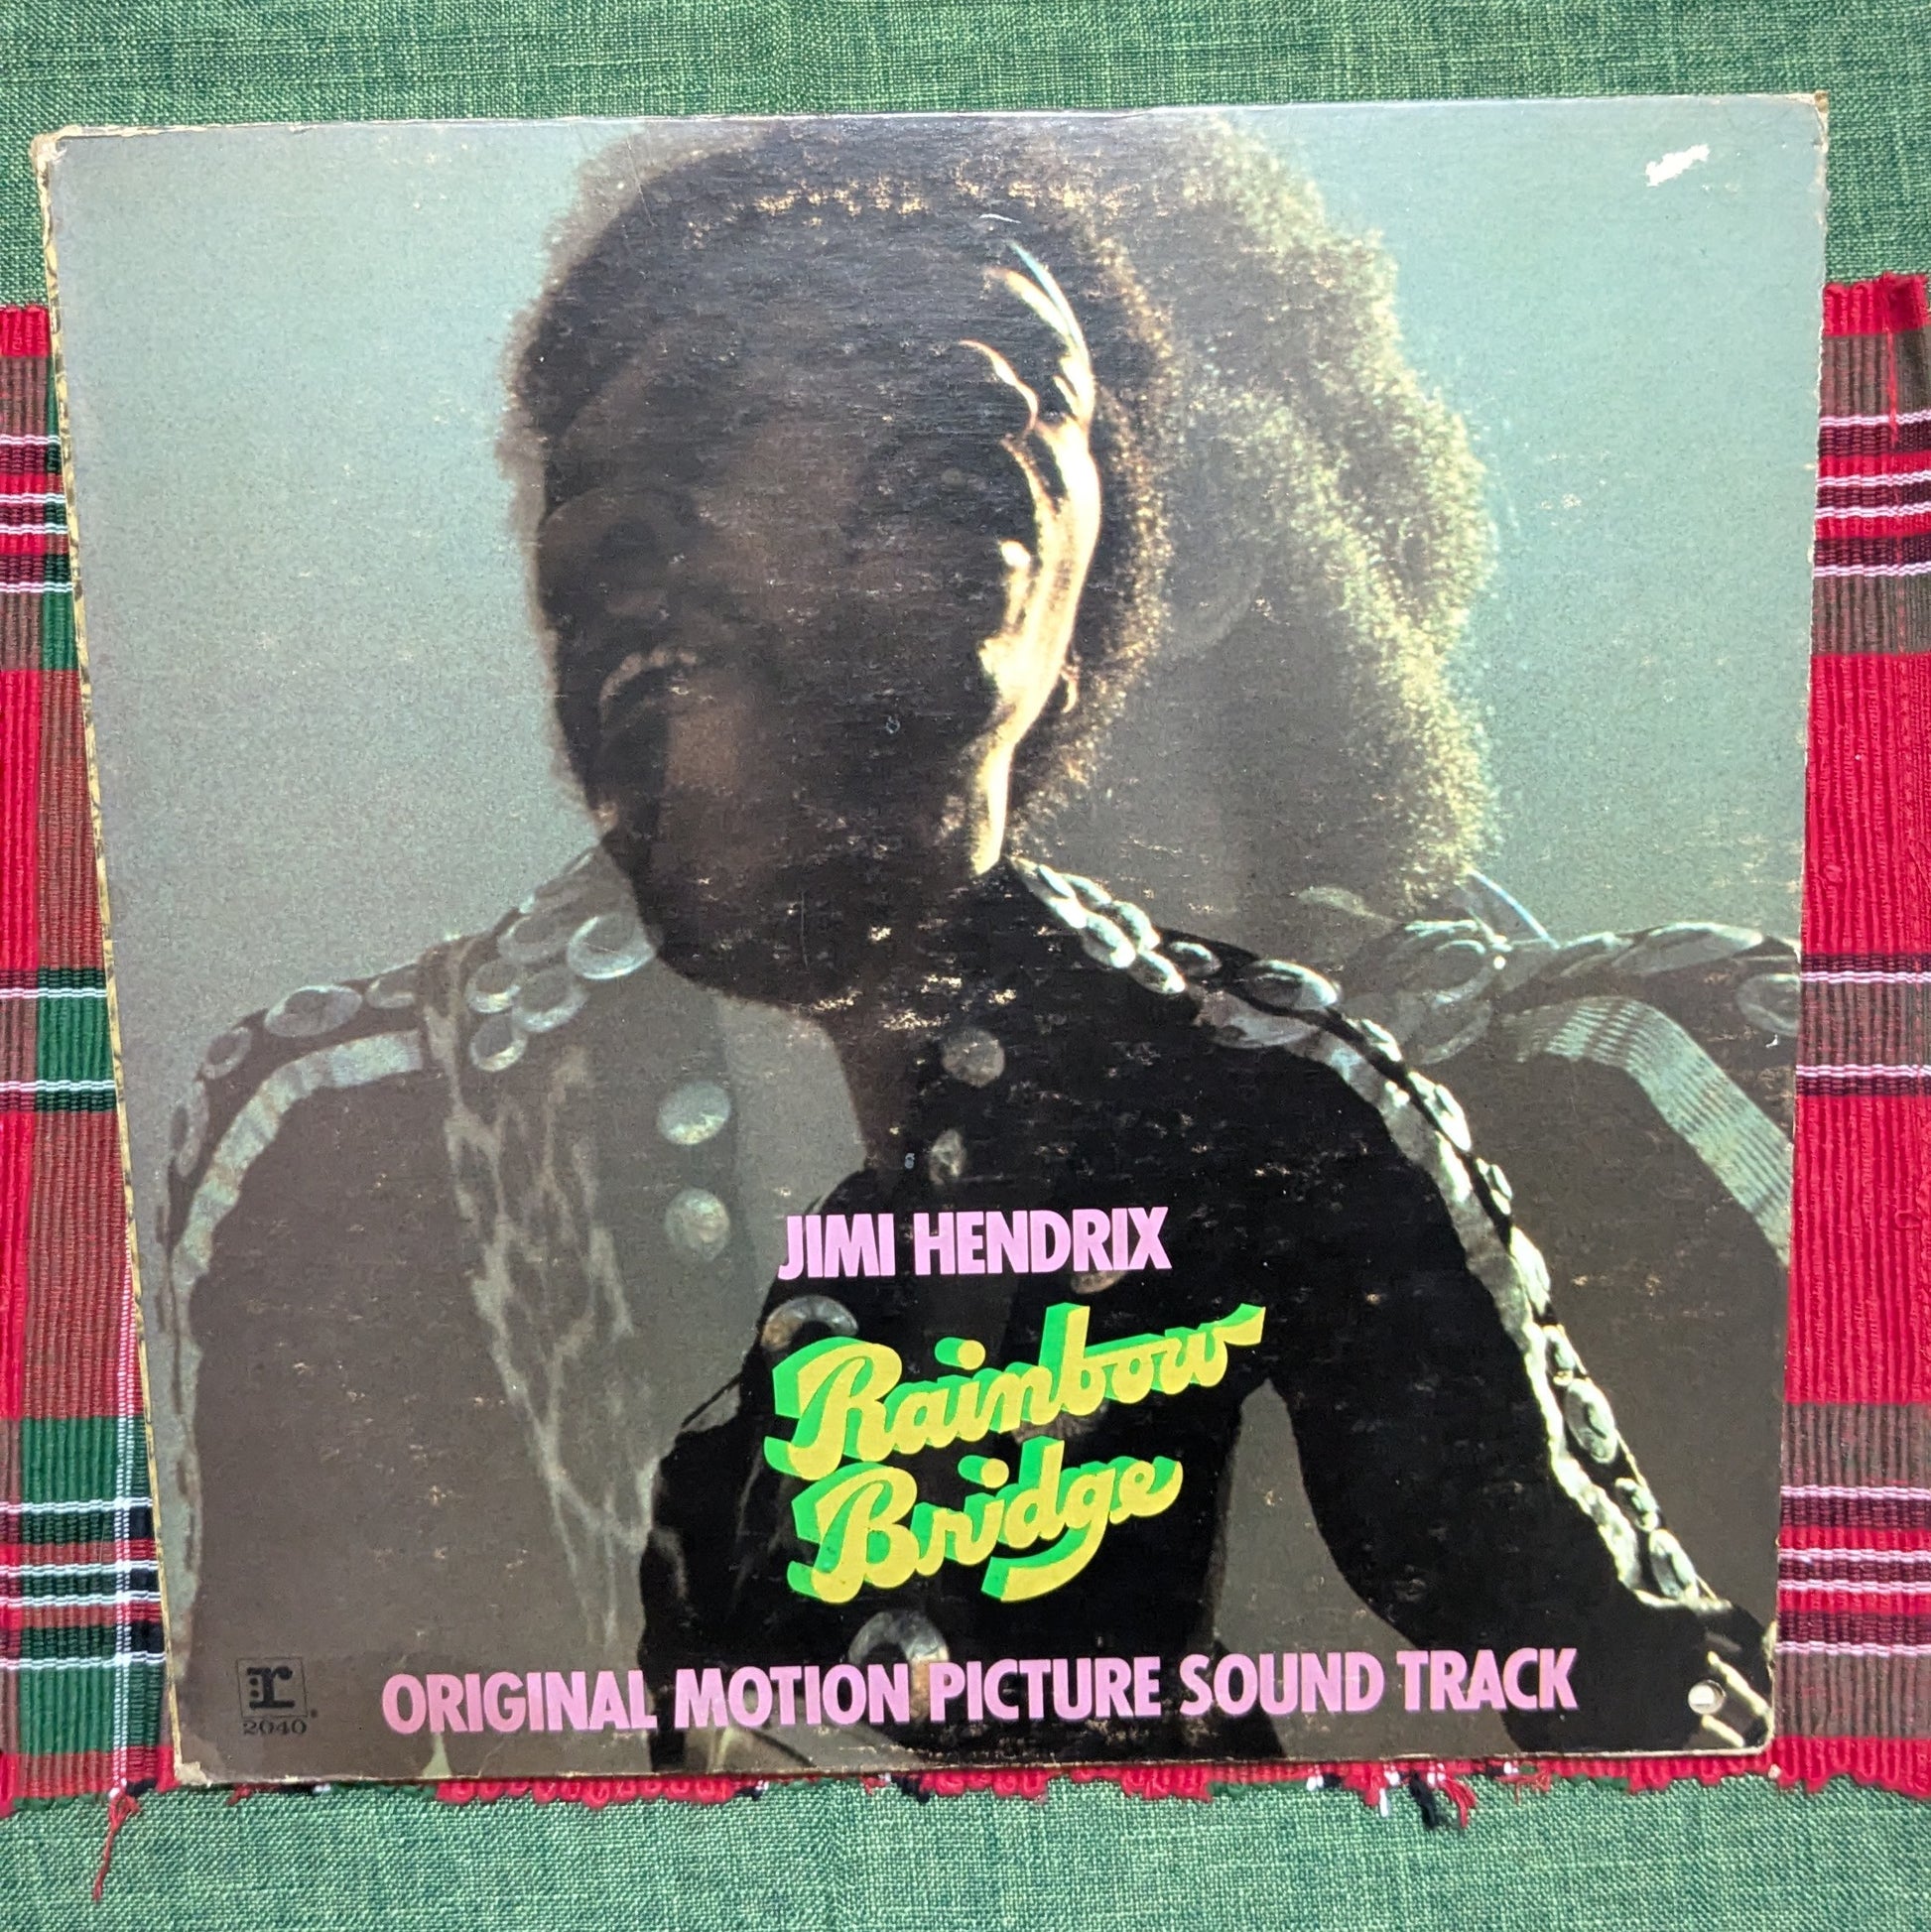 JIMI HENDRIX
Rainbow
Bridge
ORIGINAL MOTION PICTURE SOUND TRACK
r
2040